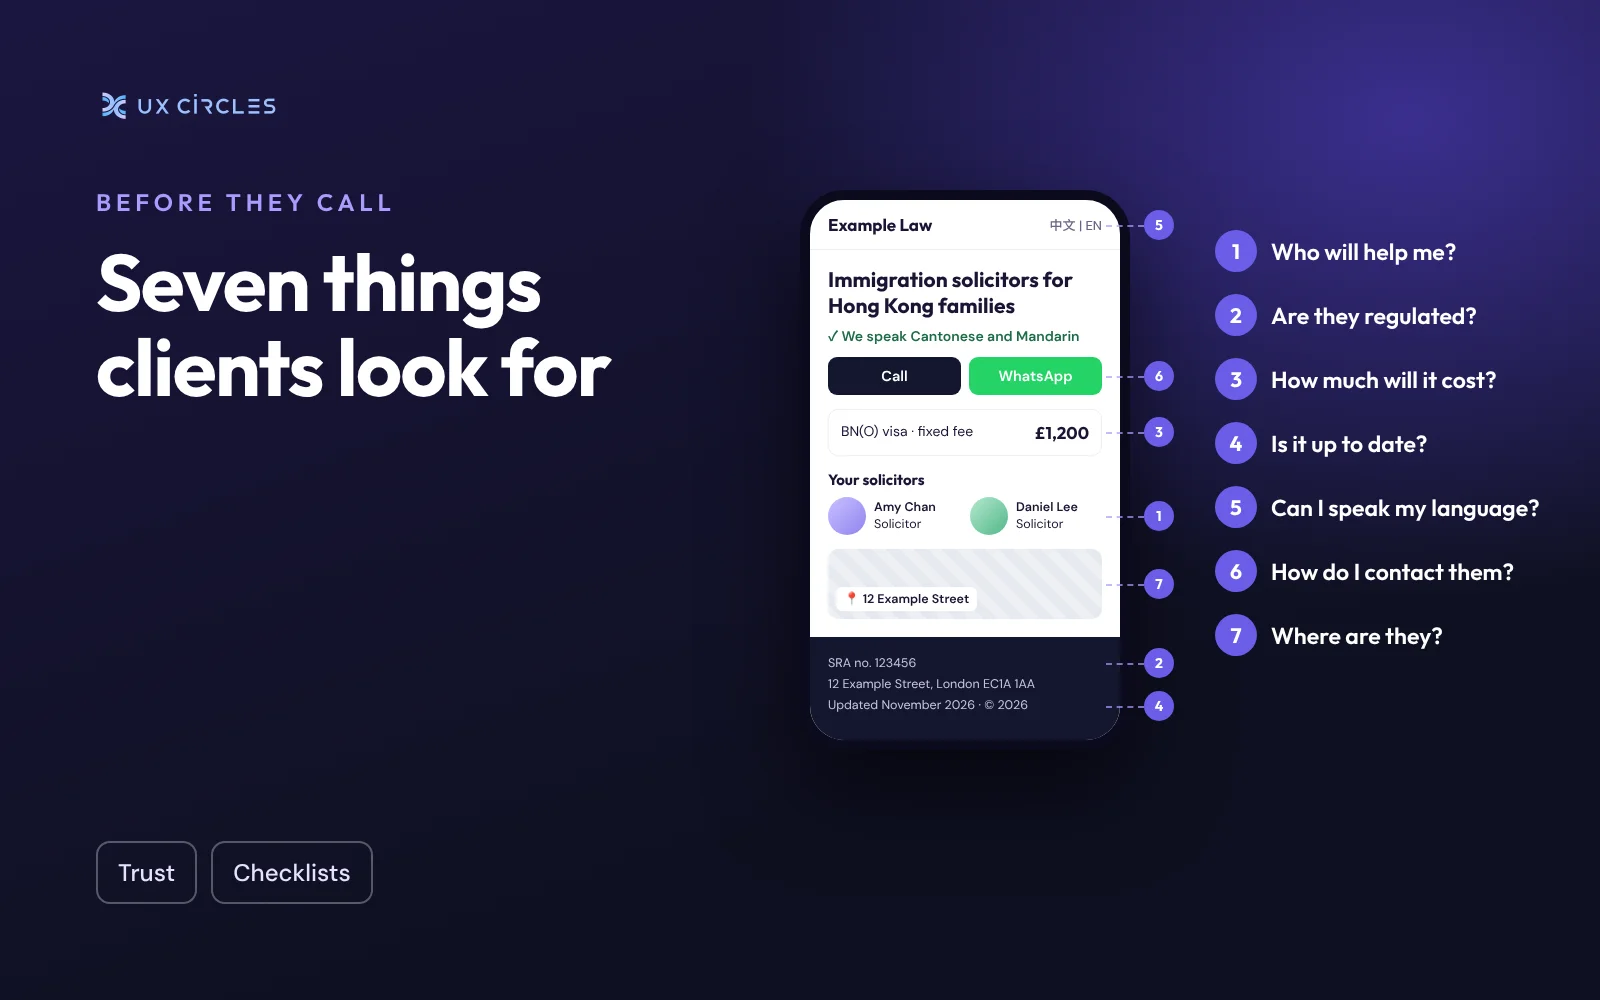 UX CIRCLES
BEFORE THEY CALL
Seven things
clients look for
Trust
Checklists
Example Law
中文 | EN
5
Immigration solicitors for
Hong Kong families
✓ We speak Cantonese and Mandarin
Call
WhatsApp
6
BN(O) visa · fixed fee
£1,200
3
Your solicitors
Amy Chan
Solicitor
Daniel Lee
Solicitor
1
📍 12 Example Street
7
SRA no. 123456
2
12 Example Street, London EC1A 1AA
Updated November 2026 · © 2026
4
1 Who will help me?
2 Are they regulated?
3 How much will it cost?
4 Is it up to date?
5 Can I speak my language?
6 How do I contact them?
7 Where are they?